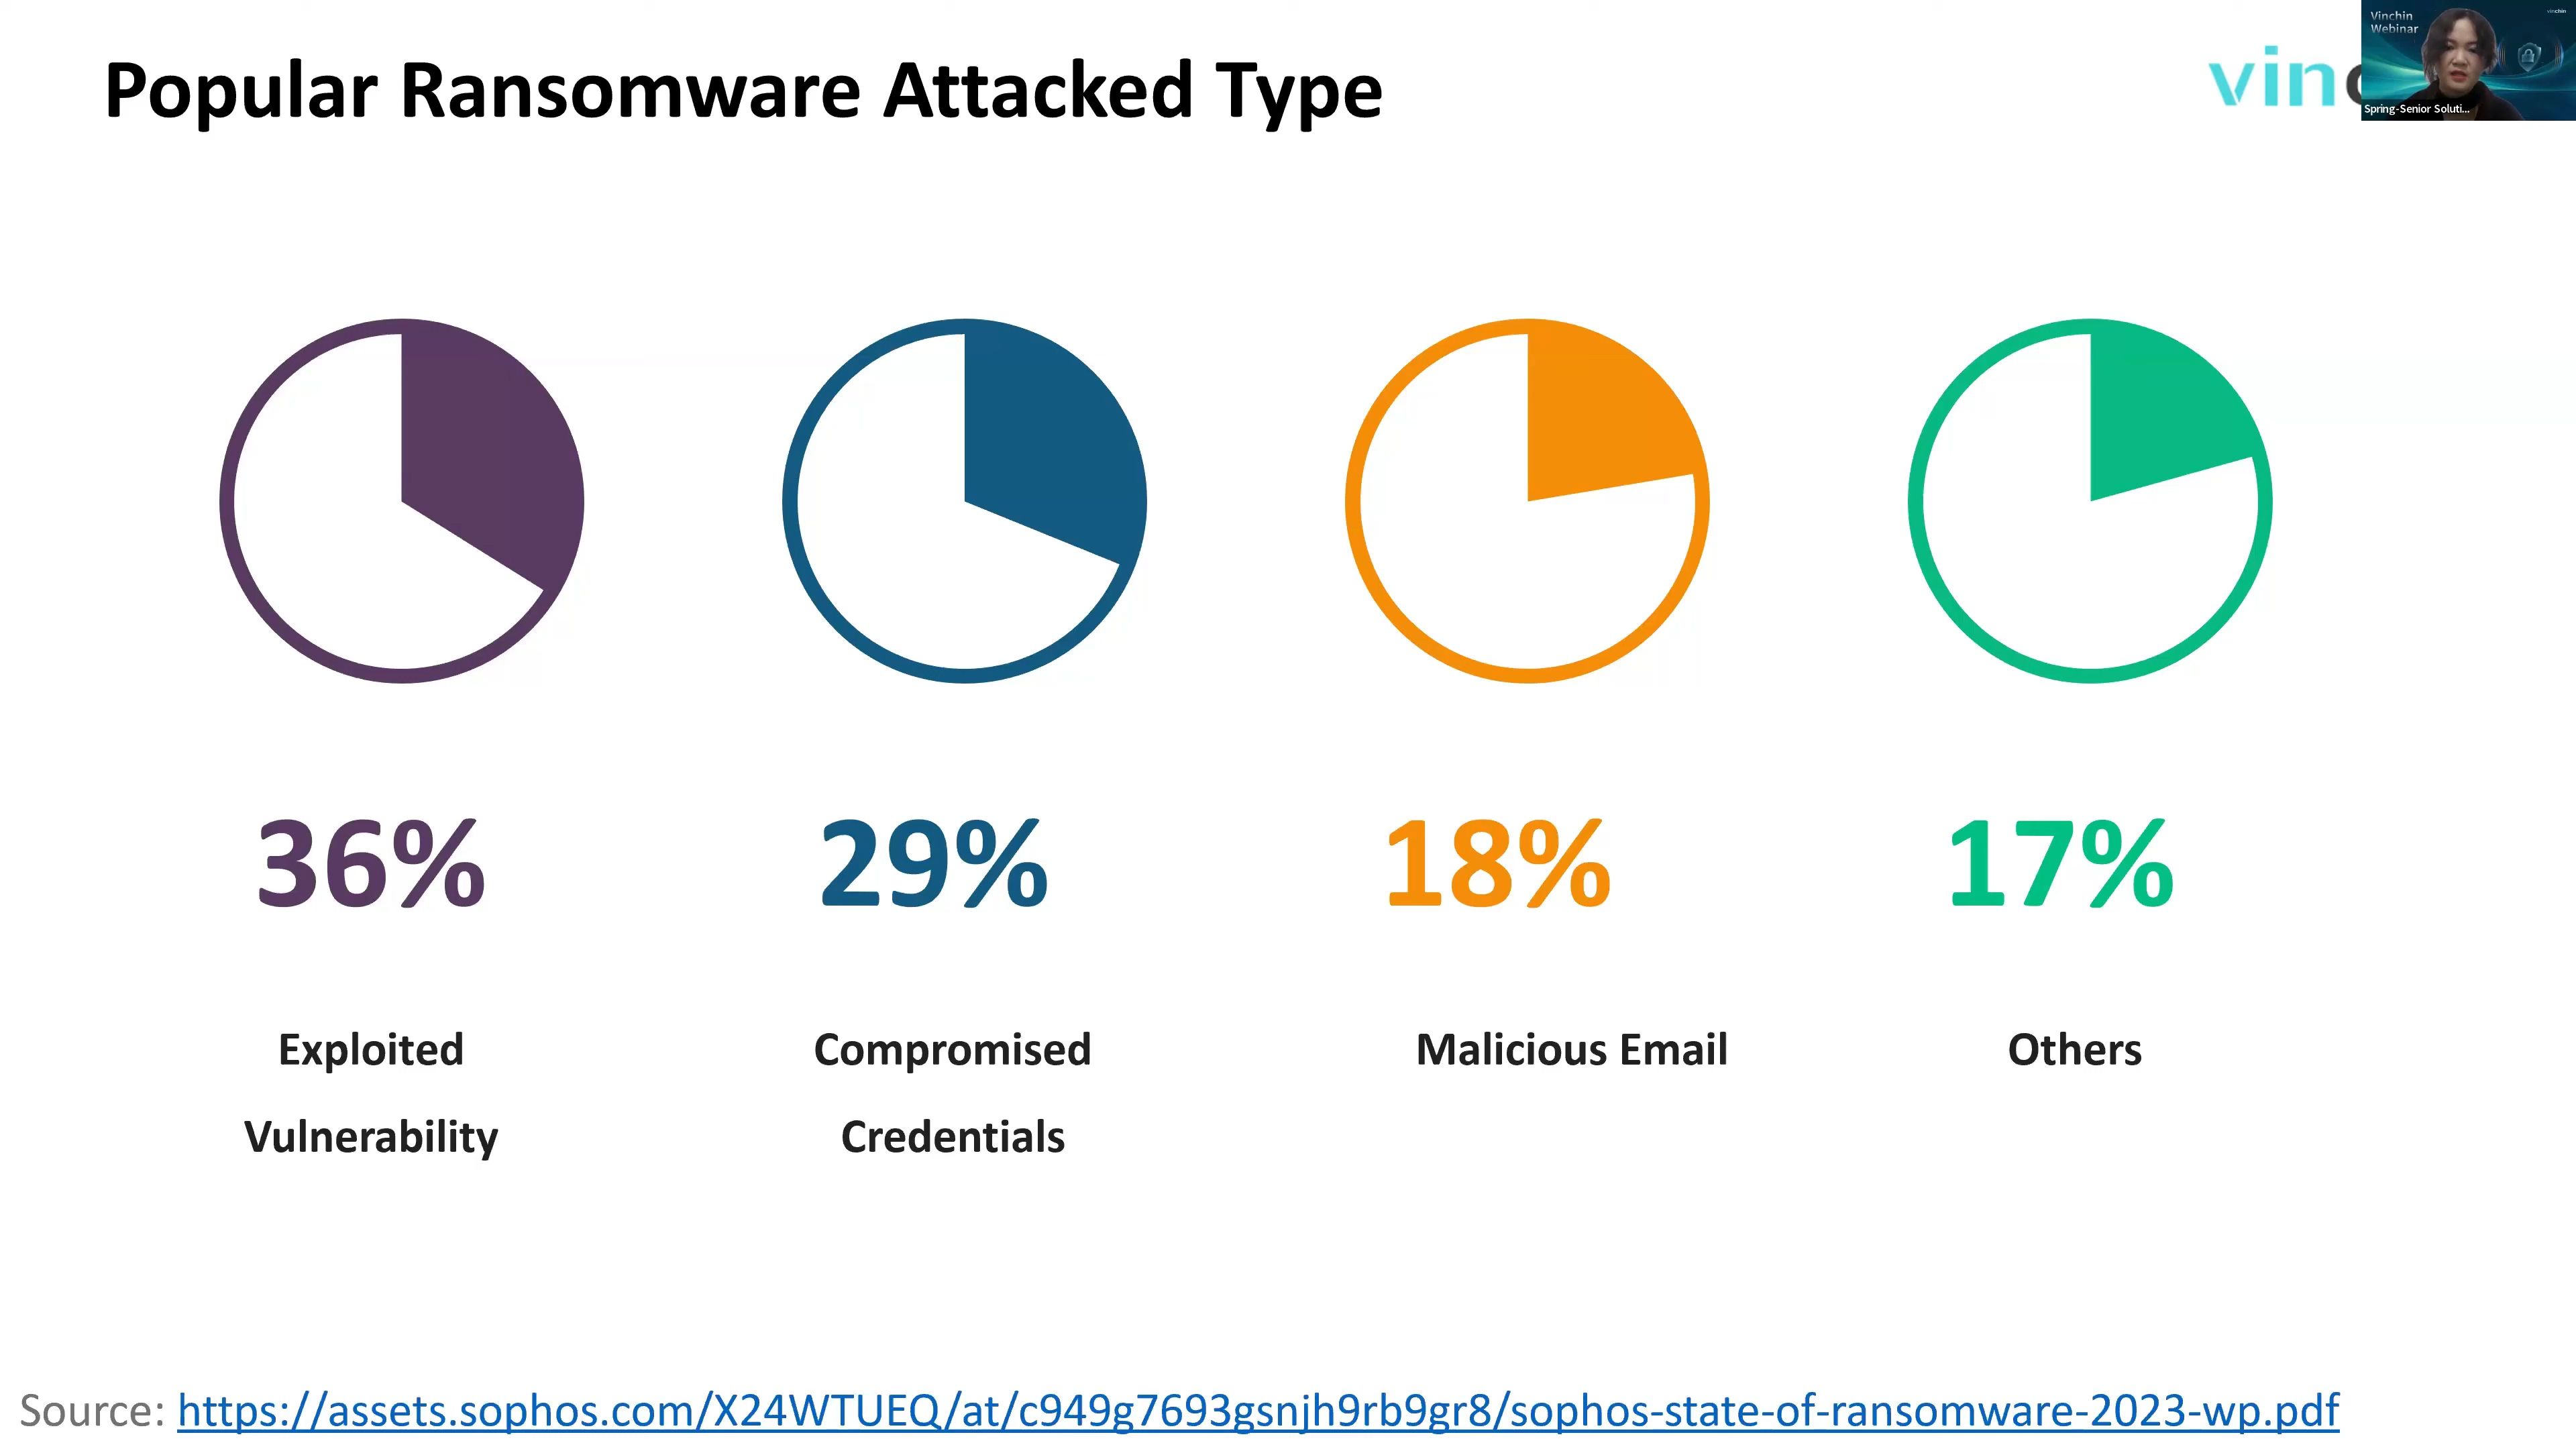 Popular Ransomware Attacked Type
vin
Vinchin
Webinar
vinchin
Spring-Senior Soluti...
36%
29%
18%
17%
Exploited
Vulnerability
Compromised
Credentials
Malicious Email
Others
Source: https://assets.sophos.com/X24WTUEQ/at/c949g7693gsnjh9rb9gr8/sophos-state-of-ransomware-2023-wp.pdf